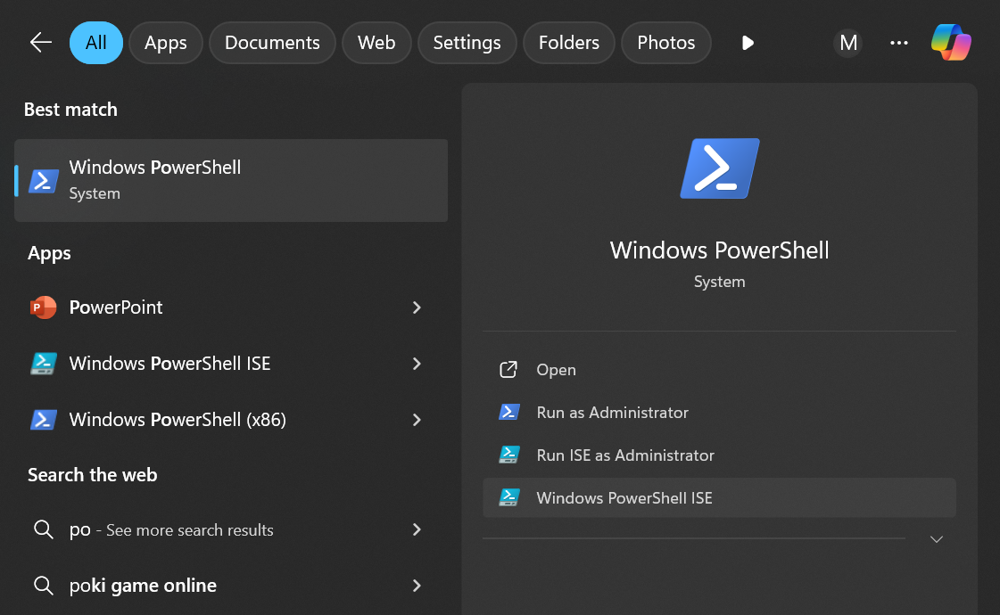 All
Apps
Documents
Web
Settings
Folders
Photos
M
Best match
Windows PowerShell
System
Apps
PowerPoint
Windows PowerShell ISE
Windows PowerShell (x86)
Search the web
po - See more search results
poki game online
Windows PowerShell
System
Open
Run as Administrator
Run ISE as Administrator
Windows PowerShell ISE